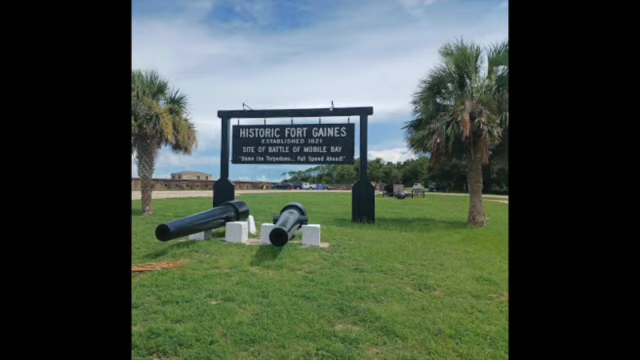 HISTORIC FORT GAINES
ESTABLISHED 1821
SITE OF BATTLE OF MOBILE BAY
"Damn the Torpedoes... Full Speed Ahead!"